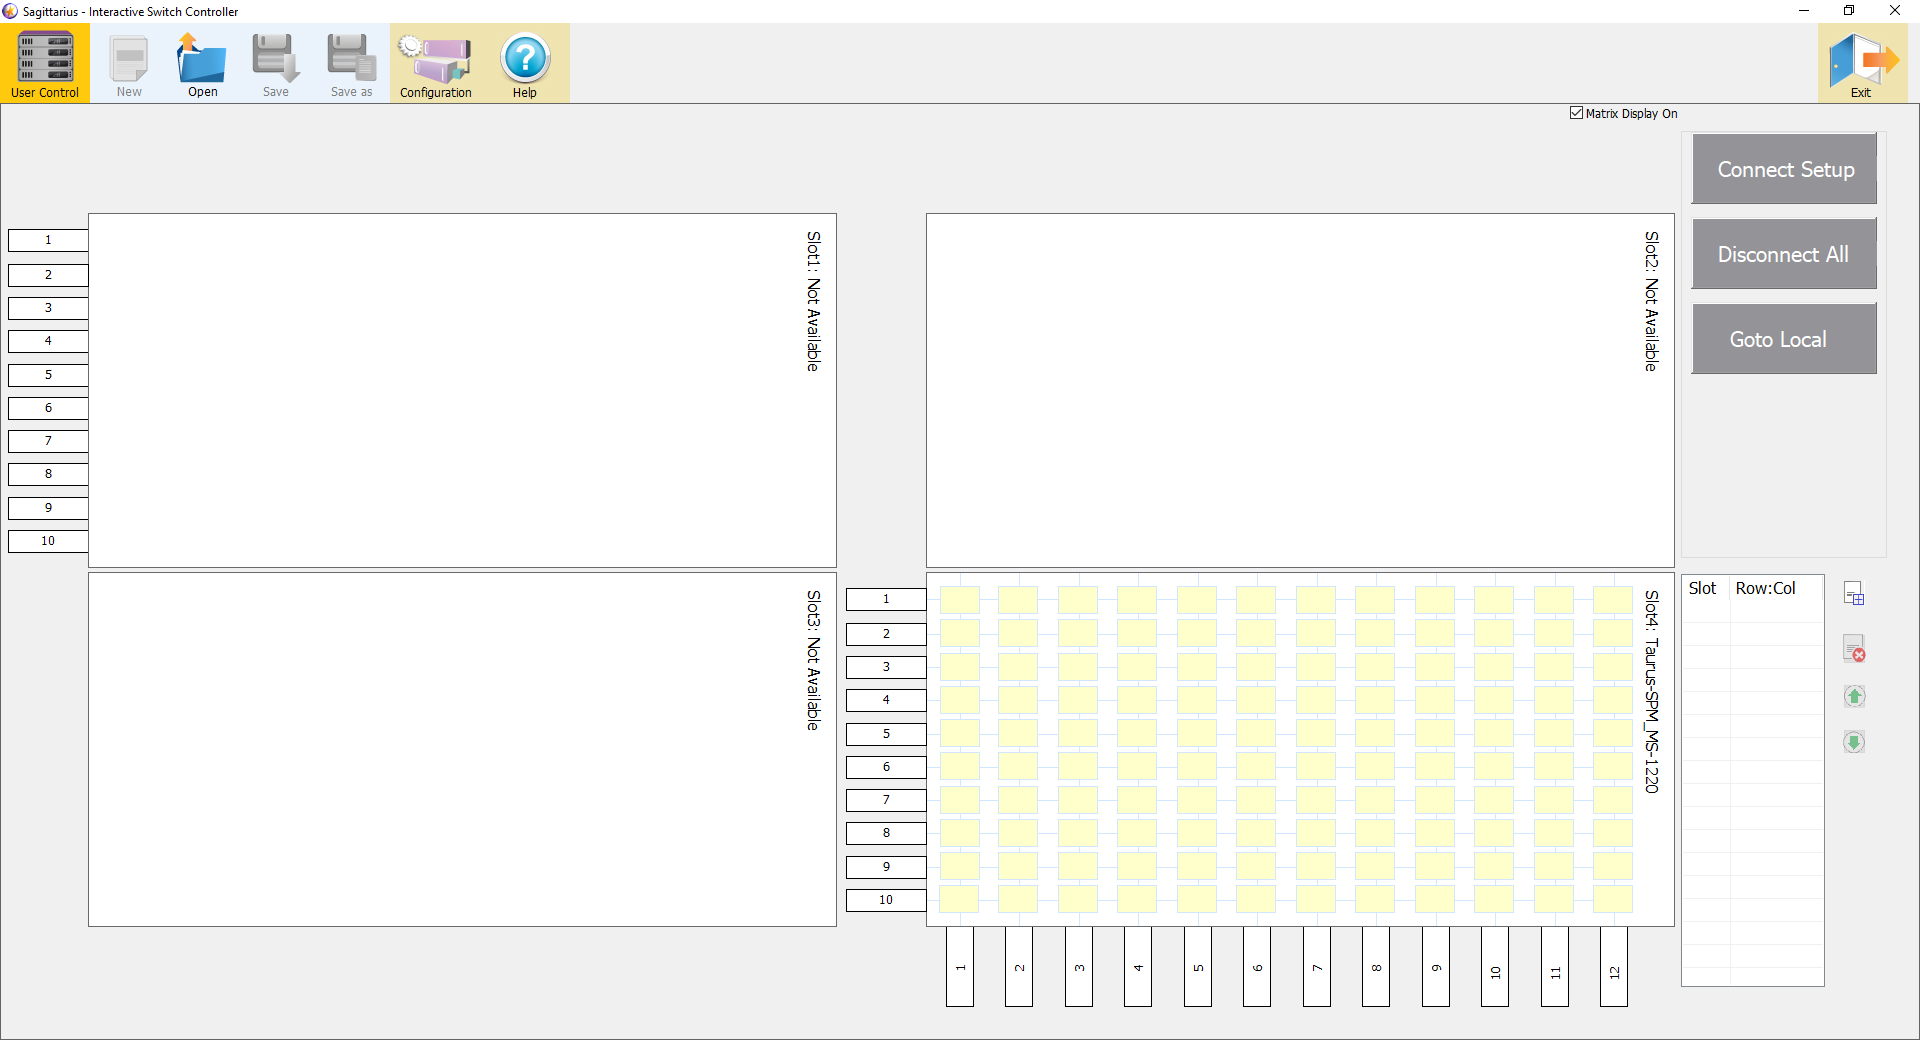 Sagittarius - Interactive Switch Controller
User Control
New
Open
Save
Save as
Configuration
Help
Exit
Matrix Display On
Connect Setup
Disconnect All
Goto Local
1
2
3
4
5
6
7
8
9
10
Slot1: Not Available
Slot2: Not Available
Slot3: Not Available
1
2
3
4
5
6
7
8
9
10
Slot4: Taurus-SPM_MS-1220
1
2
3
4
5
6
7
8
9
10
11
12
Slot Row:Col